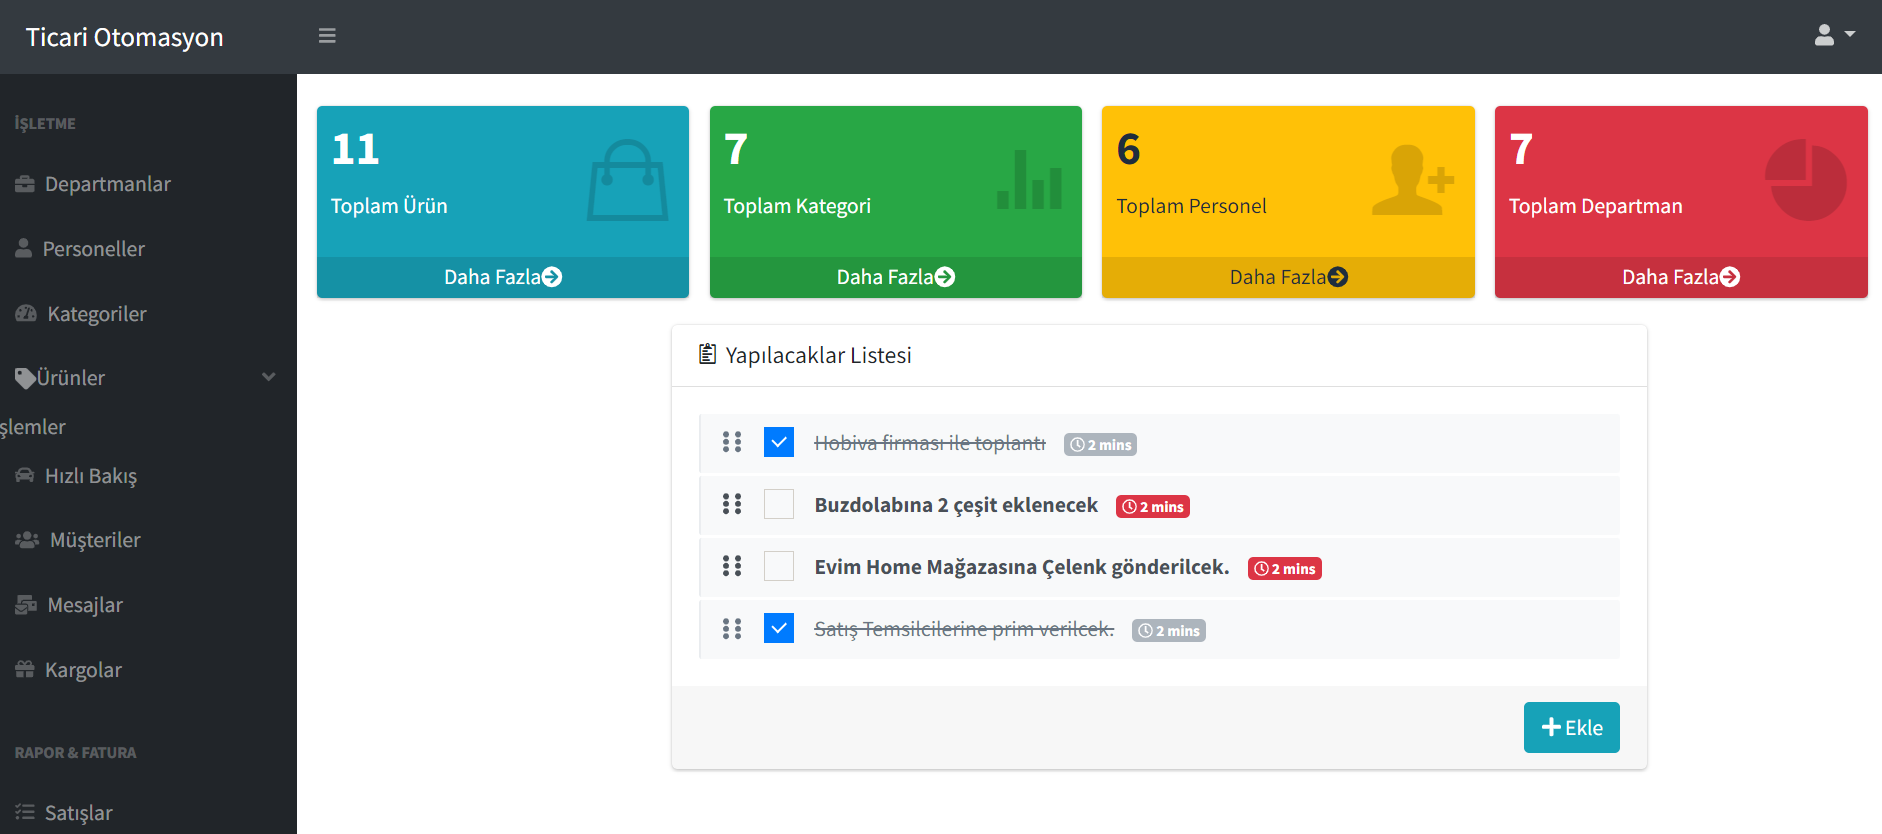 Ticari Otomasyon
İŞLETME
Departmanlar
Personeller
Kategoriler
Ürünler
şlemler
Hızlı Bakış
Müşteriler
Mesajlar
Kargolar
RAPOR & FATURA
Satışlar
11
Toplam Ürün
Daha Fazla
7
Toplam Kategori
Daha Fazla
6
Toplam Personel
Daha Fazla
7
Toplam Departman
Daha Fazla
Yapılacaklar Listesi
Hobiva firması ile toplantı 2 mins
Buzdolabına 2 çeşit eklenecek 2 mins
Evim Home Mağazasına Çelenk gönderilcek. 2 mins
Satış Temsilcilerine prim verilcek. 2 mins
Ekle